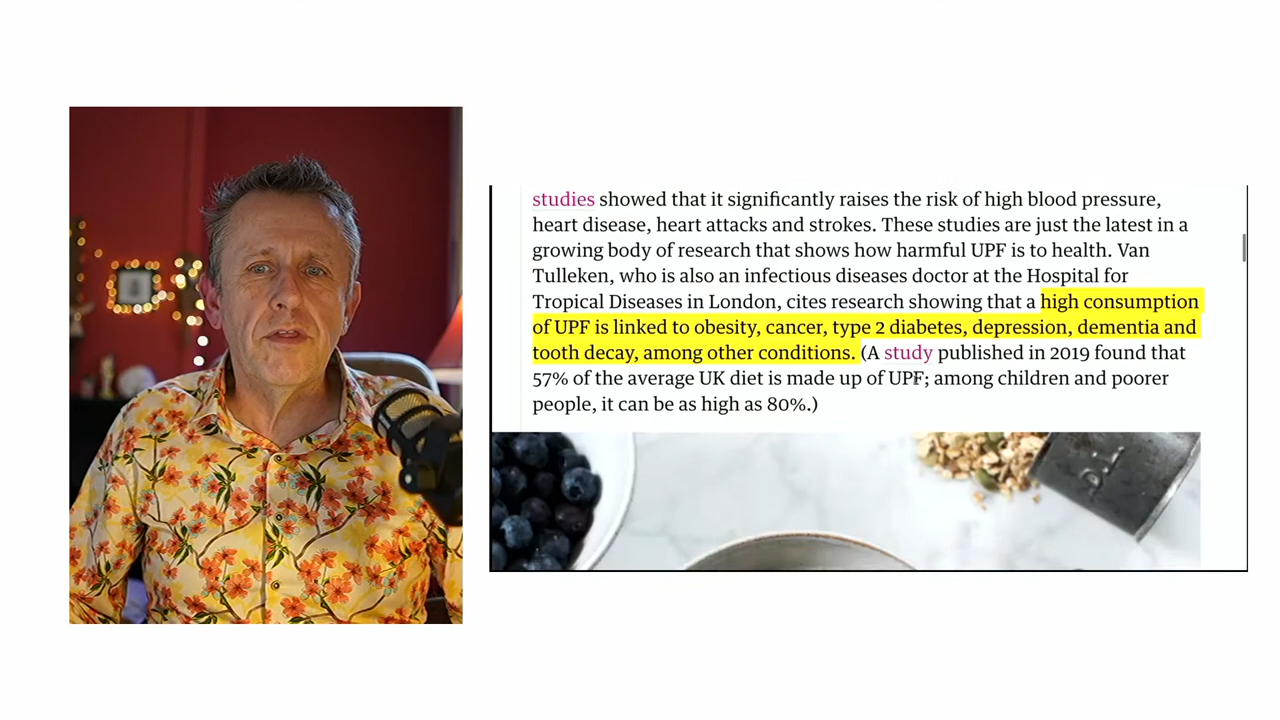 studies showed that it significantly raises the risk of high blood pressure,
heart disease, heart attacks and strokes. These studies are just the latest in a
growing body of research that shows how harmful UPF is to health. Van
Tulleken, who is also an infectious diseases doctor at the Hospital for
Tropical Diseases in London, cites research showing that a high consumption
of UPF is linked to obesity, cancer, type 2 diabetes, depression, dementia and
tooth decay, among other conditions. (A study published in 2019 found that
57% of the average UK diet is made up of UPF; among children and poorer
people, it can be as high as 80%.)